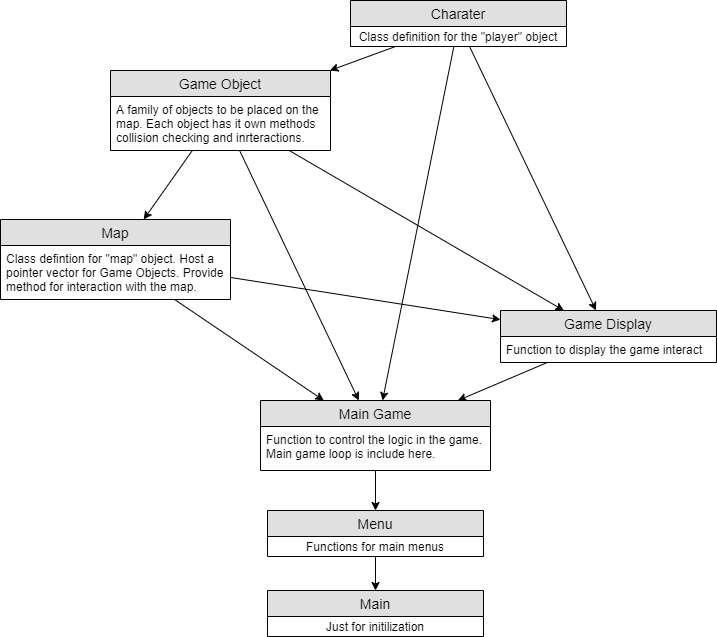 Charater
Class definition for the "player" object
Game Object
A family of objects to be placed on the
map. Each object has it own methods
collision checking and inrteractions.
Map
Class defintion for "map" object. Host a
pointer vector for Game Objects. Provide
method for interaction with the map.
Game Display
Function to display the game interact
Main Game
Function to control the logic in the game.
Main game loop is include here.
Menu
Functions for main menus
Main
Just for initilization